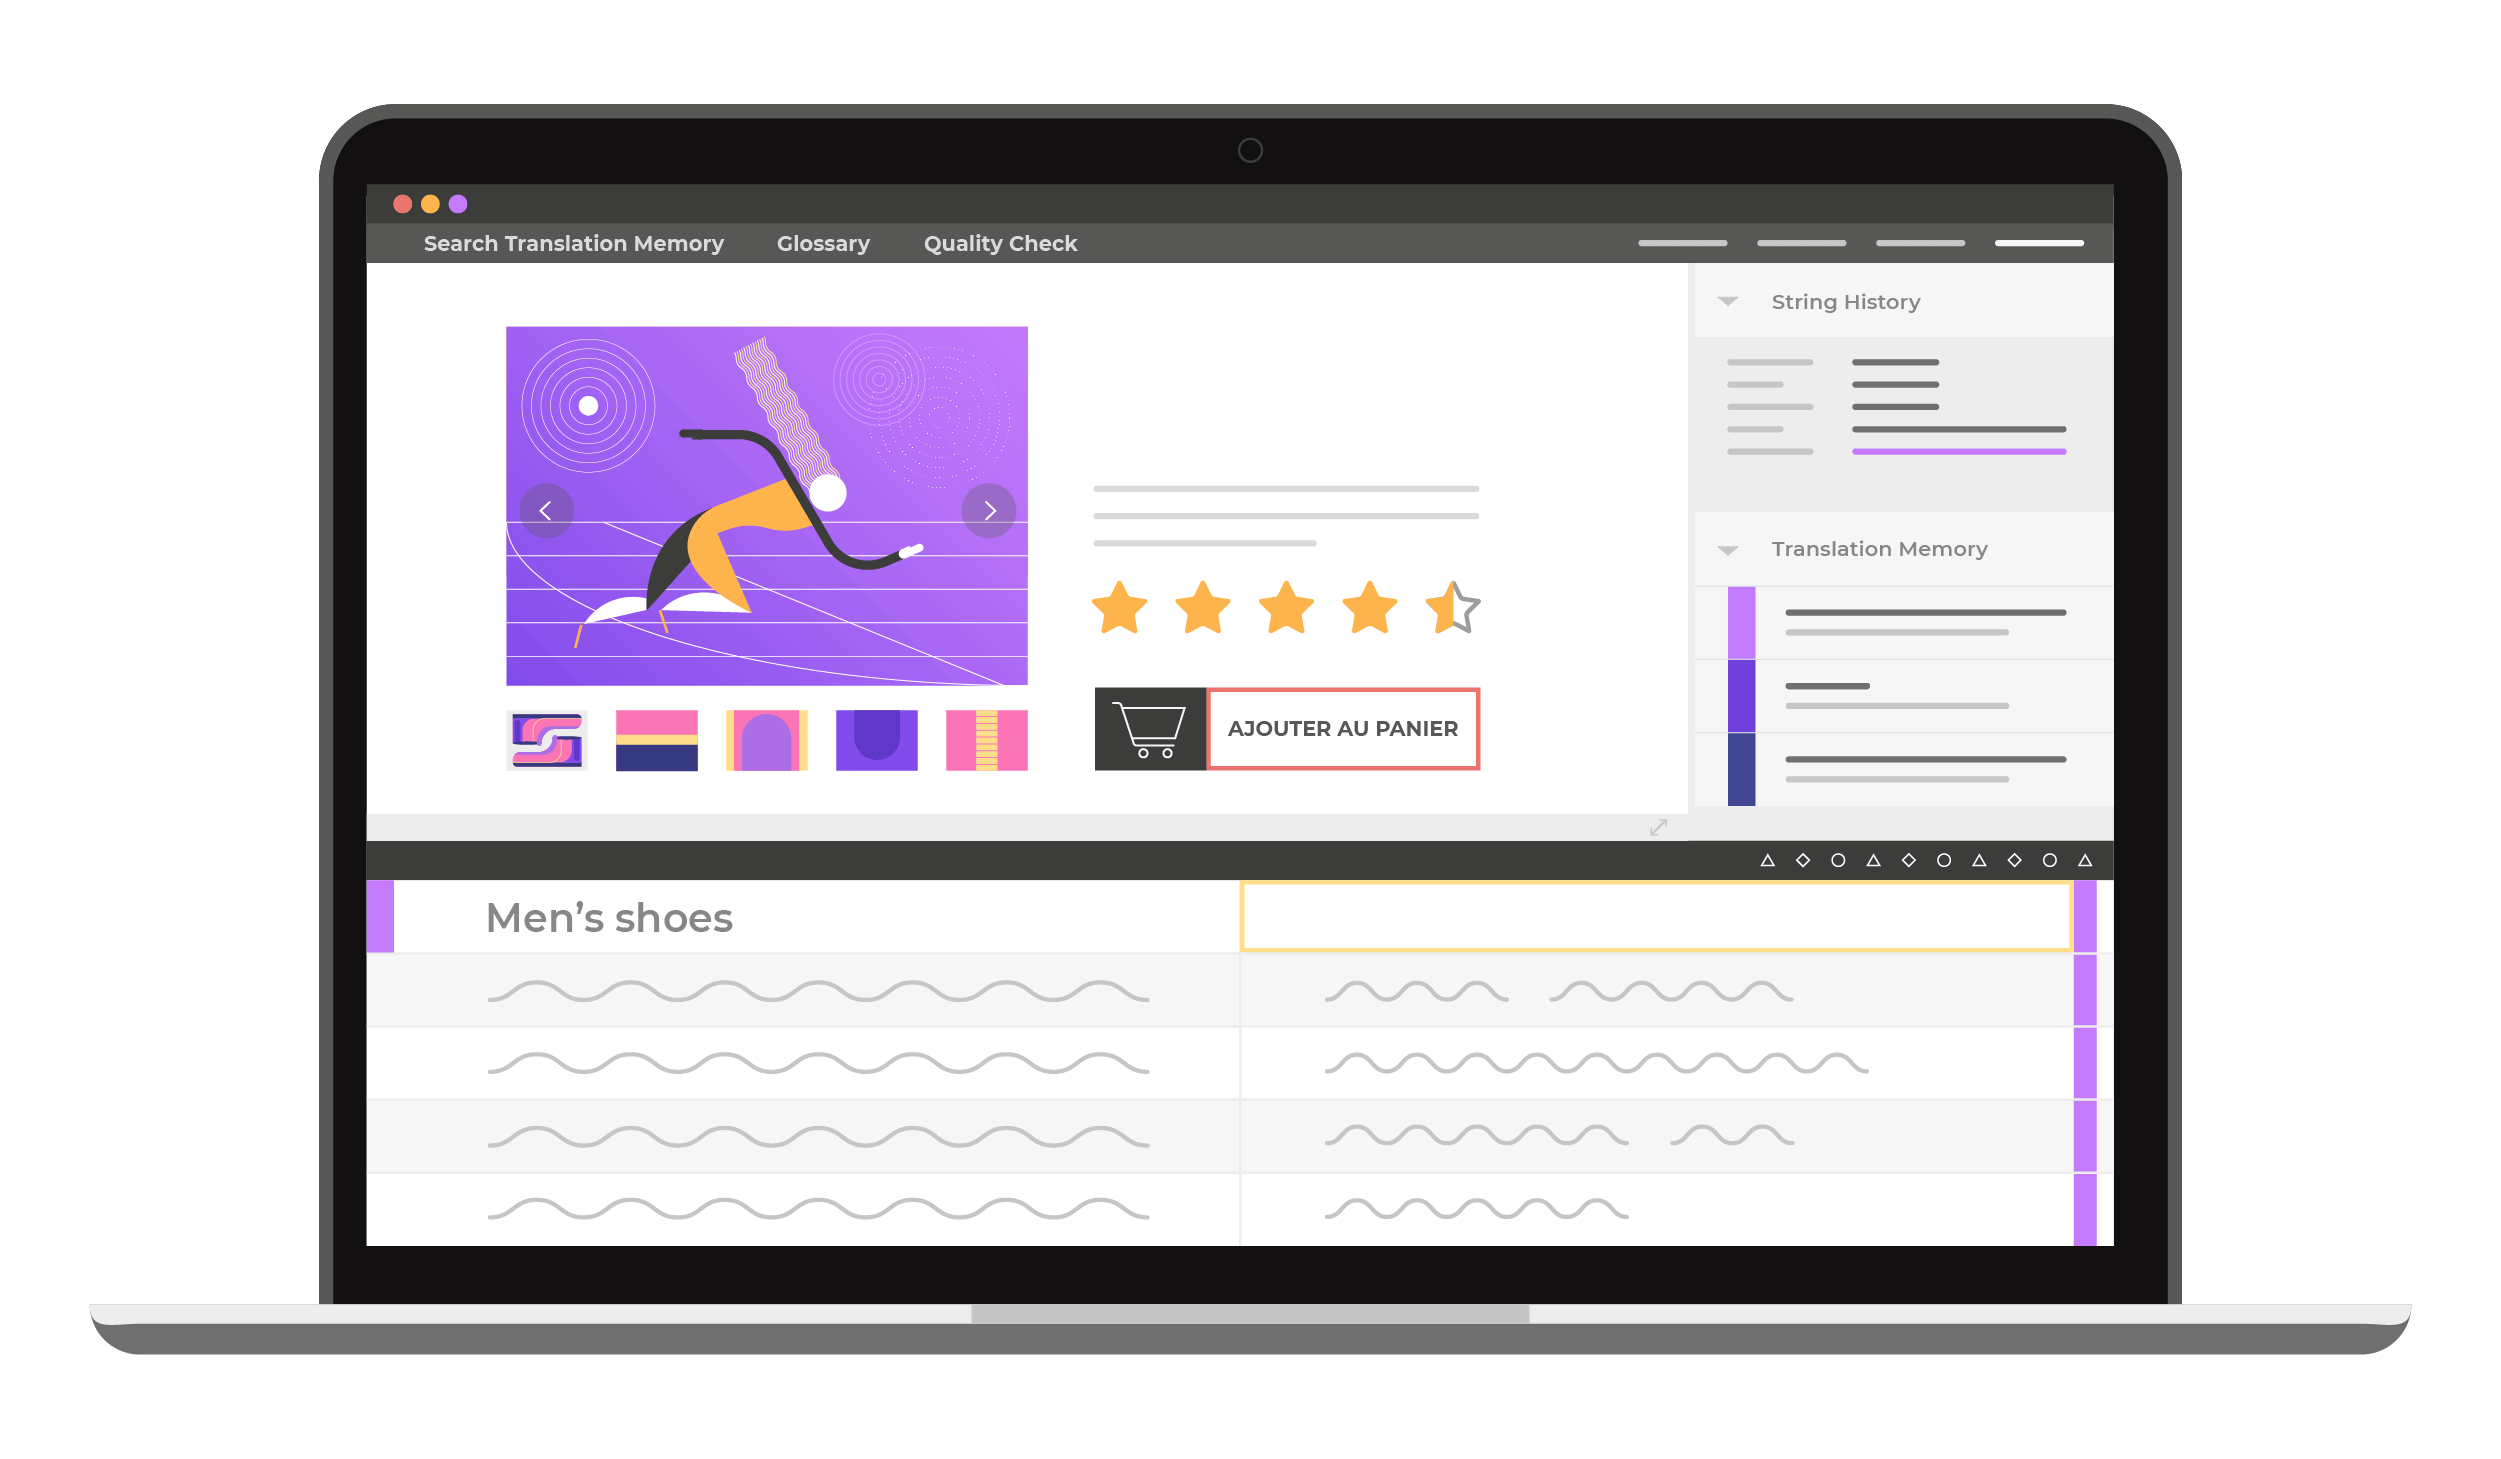 Search Translation Memory
Glossary
Quality Check
String History
Translation Memory
AJOUTER AU PANIER
Men’s shoes